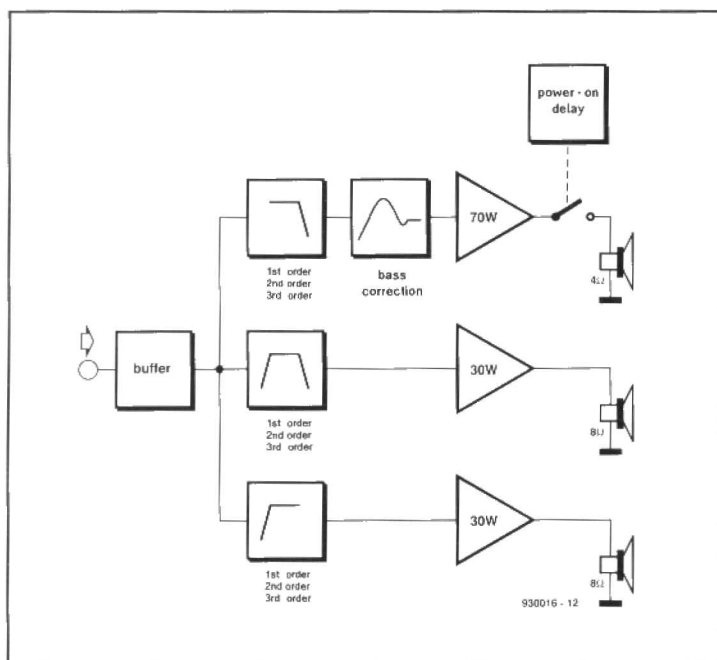 power-on
delay
70W
1st order
2nd order
3rd order
bass
correction
4Ω
buffer
30W
1st order
2nd order
3rd order
8Ω
30W
1st order
2nd order
3rd order
8Ω
930016 - 12